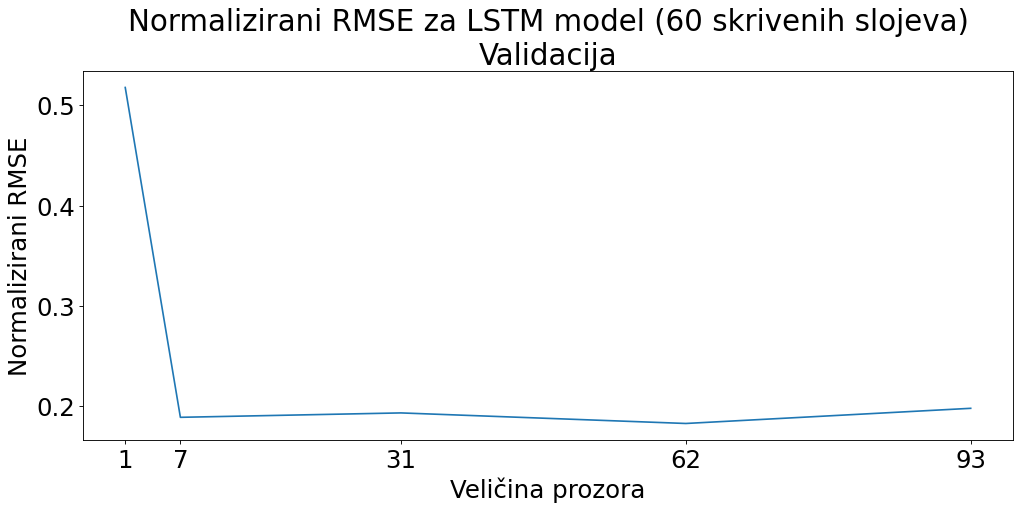 Normalizirani RMSE za LSTM model (60 skrivenih slojeva)
Validacija
Normalizirani RMSE
0.5
0.4
0.3
0.2
1 7 31 62 93
Veličina prozora